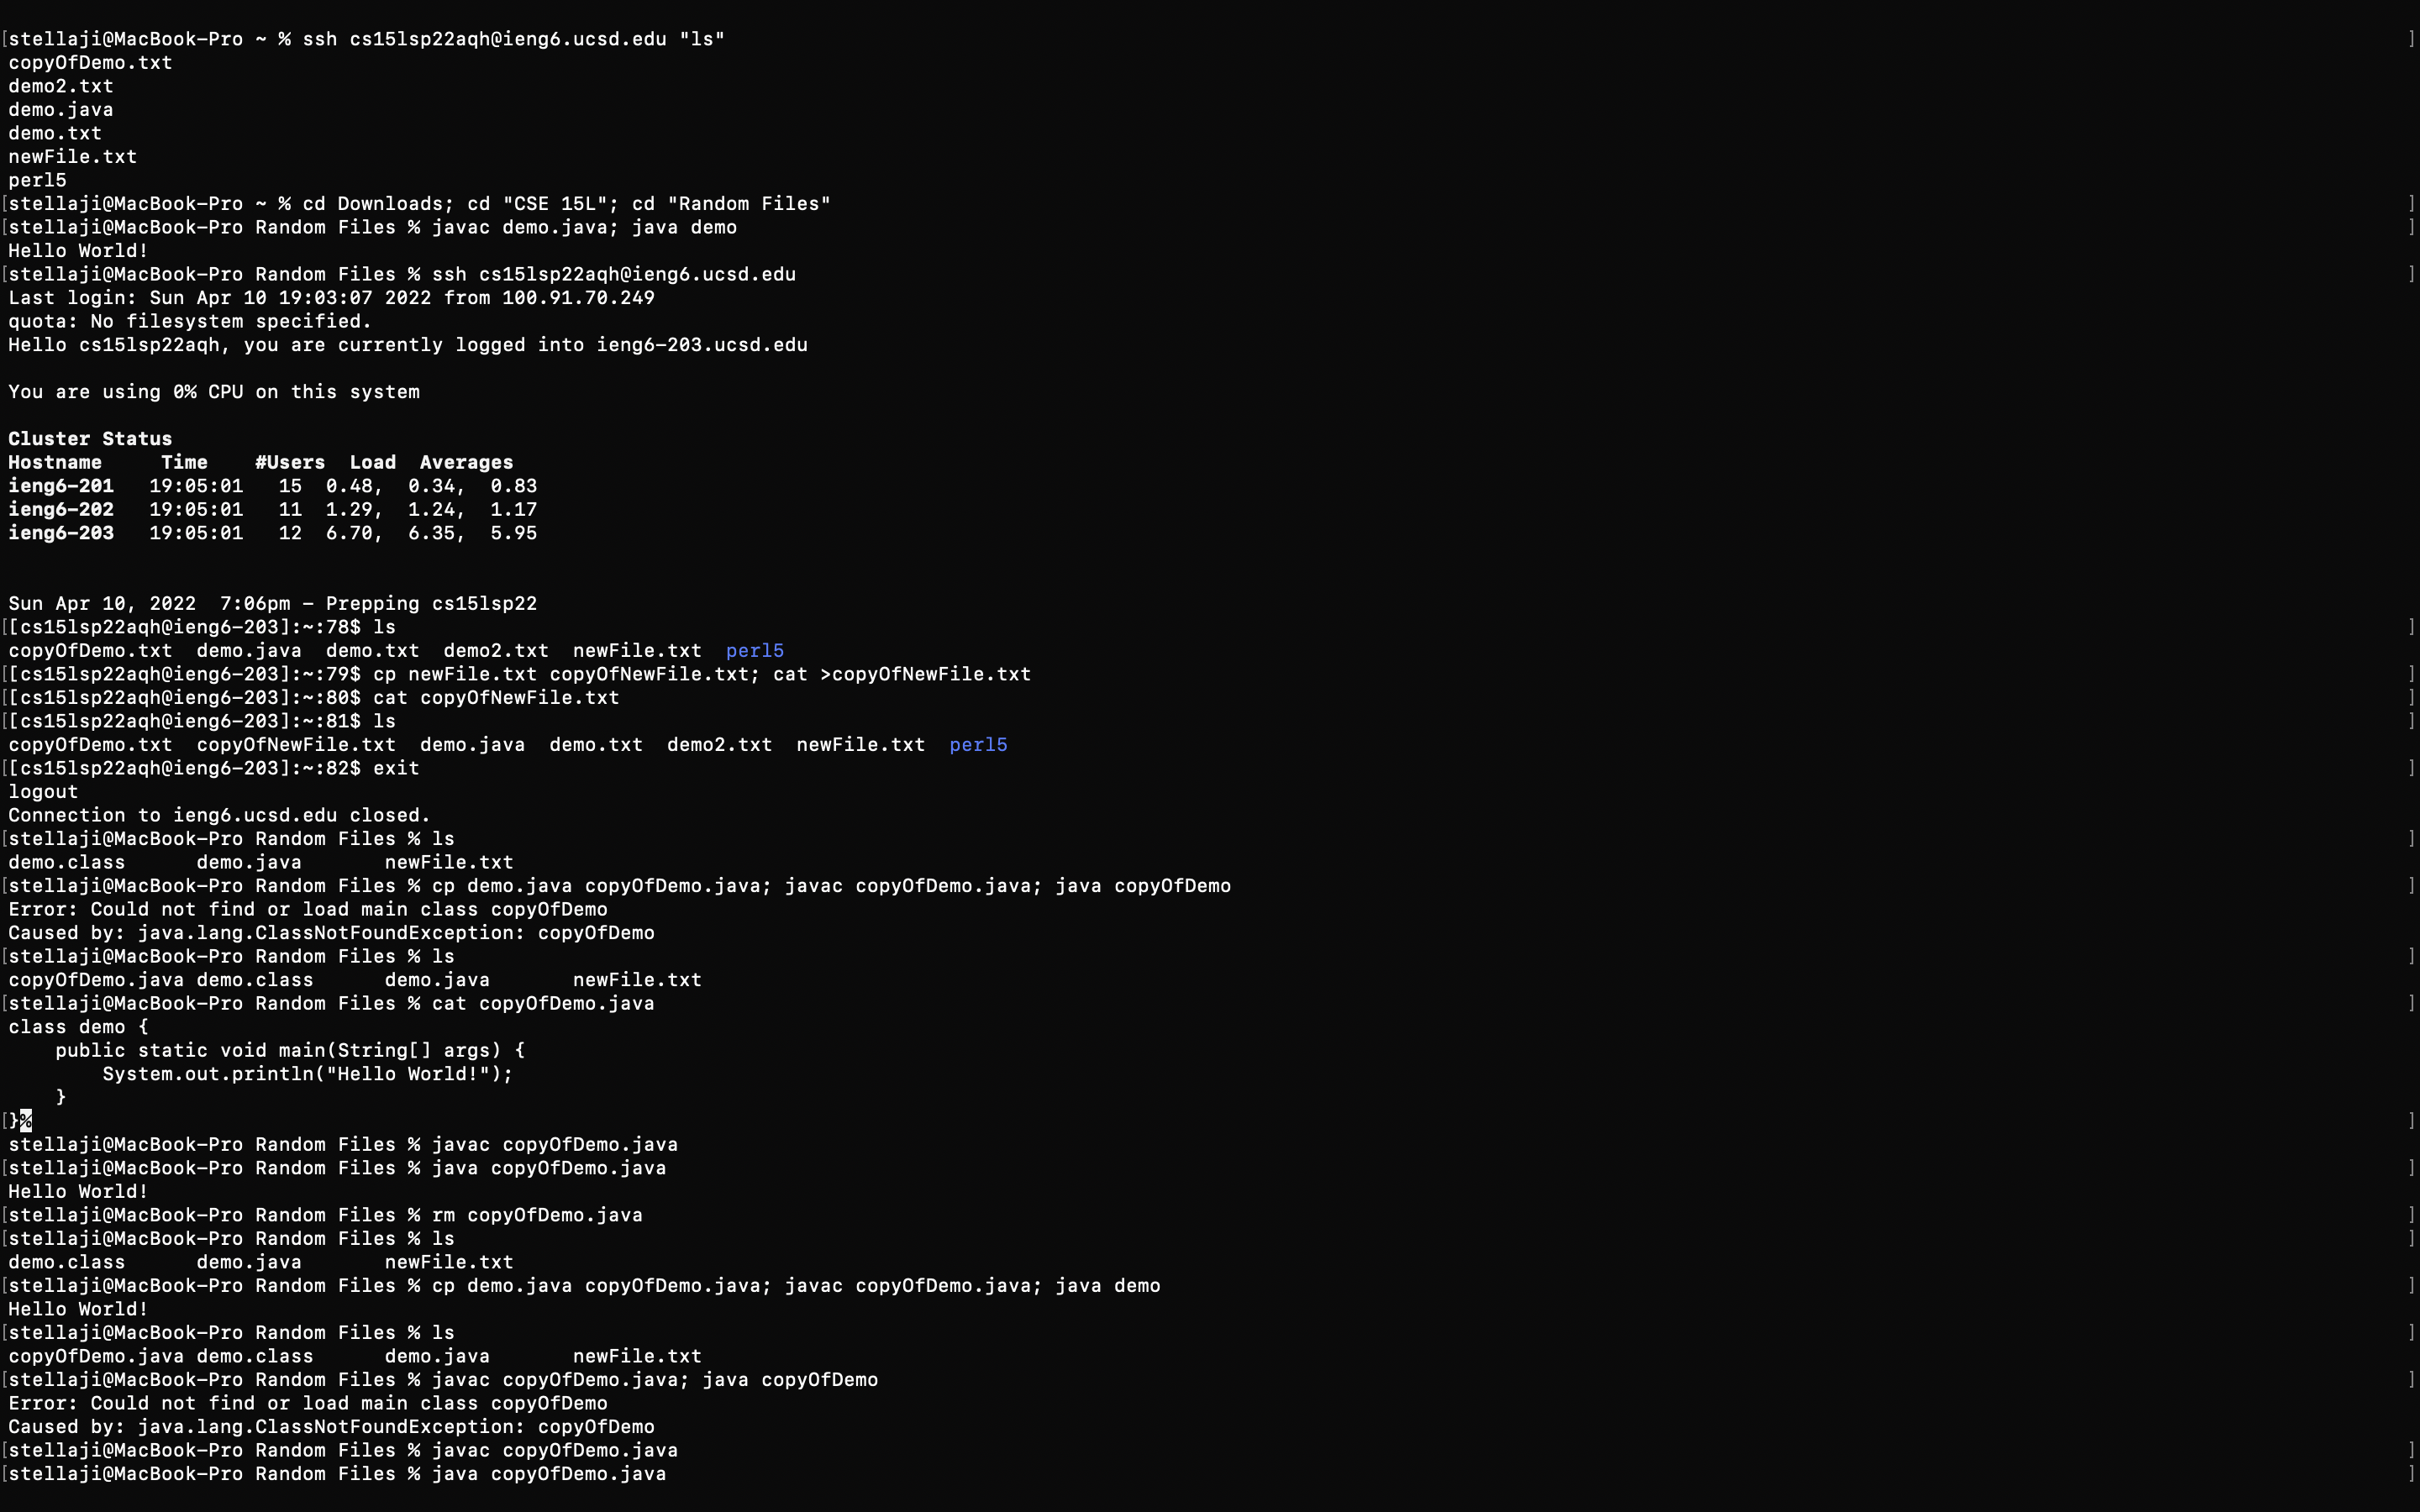 [stellaji@MacBook-Pro ~ % ssh cs15lsp22aqh@ieng6.ucsd.edu "ls" ]
copyOfDemo.txt
demo2.txt
demo.java
demo.txt
newFile.txt
perl5
[stellaji@MacBook-Pro ~ % cd Downloads; cd "CSE 15L"; cd "Random Files" ]
[stellaji@MacBook-Pro Random Files % javac demo.java; java demo ]
Hello World!
[stellaji@MacBook-Pro Random Files % ssh cs15lsp22aqh@ieng6.ucsd.edu ]
Last login: Sun Apr 10 19:03:07 2022 from 100.91.70.249
quota: No filesystem specified.
Hello cs15lsp22aqh, you are currently logged into ieng6-203.ucsd.edu
You are using 0% CPU on this system
Cluster Status
Hostname     Time    #Users  Load  Averages
ieng6-201   19:05:01   15  0.48,  0.34,  0.83
ieng6-202   19:05:01   11  1.29,  1.24,  1.17
ieng6-203   19:05:01   12  6.70,  6.35,  5.95
Sun Apr 10, 2022  7:06pm - Prepping cs15lsp22
[[cs15lsp22aqh@ieng6-203]:~:78$ ls ]
copyOfDemo.txt  demo.java  demo.txt  demo2.txt  newFile.txt  perl5
[[cs15lsp22aqh@ieng6-203]:~:79$ cp newFile.txt copyOfNewFile.txt; cat >copyOfNewFile.txt ]
[[cs15lsp22aqh@ieng6-203]:~:80$ cat copyOfNewFile.txt ]
[[cs15lsp22aqh@ieng6-203]:~:81$ ls ]
copyOfDemo.txt  copyOfNewFile.txt  demo.java  demo.txt  demo2.txt  newFile.txt  perl5
[[cs15lsp22aqh@ieng6-203]:~:82$ exit ]
logout
Connection to ieng6.ucsd.edu closed.
[stellaji@MacBook-Pro Random Files % ls ]
demo.class      demo.java       newFile.txt
[stellaji@MacBook-Pro Random Files % cp demo.java copyOfDemo.java; javac copyOfDemo.java; java copyOfDemo ]
Error: Could not find or load main class copyOfDemo
Caused by: java.lang.ClassNotFoundException: copyOfDemo
[stellaji@MacBook-Pro Random Files % ls ]
copyOfDemo.java demo.class      demo.java       newFile.txt
[stellaji@MacBook-Pro Random Files % cat copyOfDemo.java ]
class demo {
    public static void main(String[] args) {
        System.out.println("Hello World!");
    }
[}% ]
stellaji@MacBook-Pro Random Files % javac copyOfDemo.java
[stellaji@MacBook-Pro Random Files % java copyOfDemo.java ]
Hello World!
[stellaji@MacBook-Pro Random Files % rm copyOfDemo.java ]
[stellaji@MacBook-Pro Random Files % ls ]
demo.class      demo.java       newFile.txt
[stellaji@MacBook-Pro Random Files % cp demo.java copyOfDemo.java; javac copyOfDemo.java; java demo ]
Hello World!
[stellaji@MacBook-Pro Random Files % ls ]
copyOfDemo.java demo.class      demo.java       newFile.txt
[stellaji@MacBook-Pro Random Files % javac copyOfDemo.java; java copyOfDemo ]
Error: Could not find or load main class copyOfDemo
Caused by: java.lang.ClassNotFoundException: copyOfDemo
[stellaji@MacBook-Pro Random Files % javac copyOfDemo.java ]
[stellaji@MacBook-Pro Random Files % java copyOfDemo.java ]